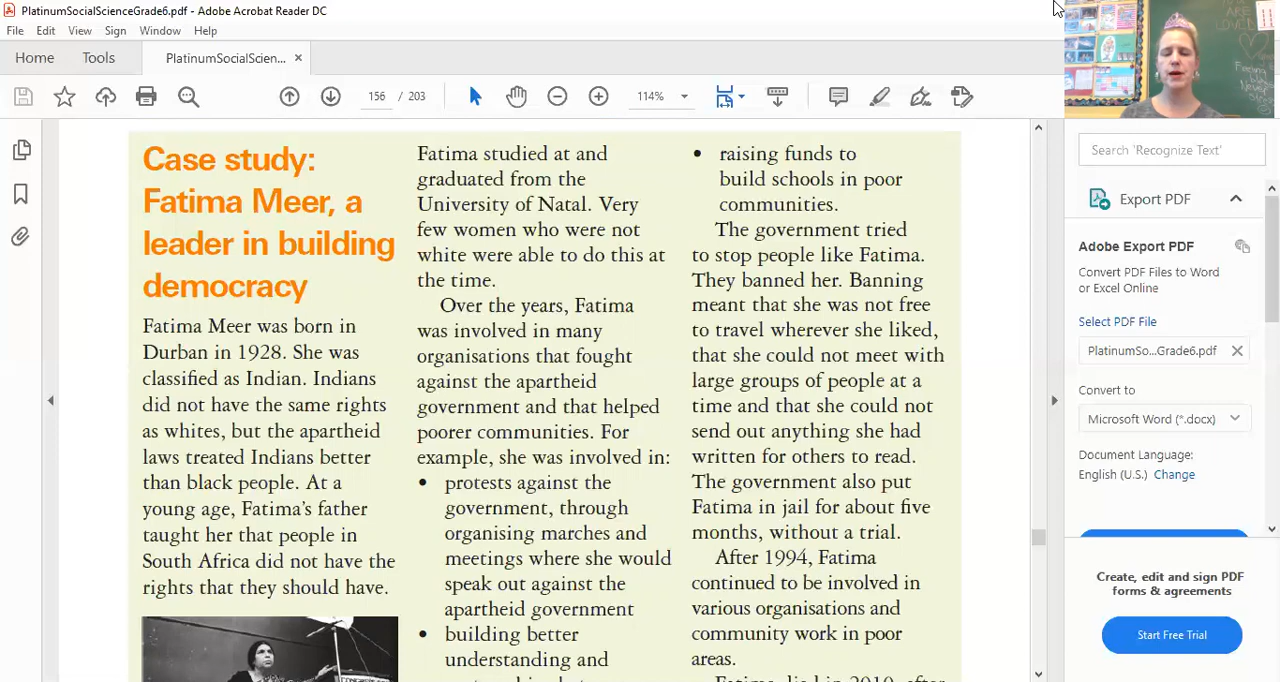 PlatinumSocialScienceGrade6.pdf - Adobe Acrobat Reader DC
File Edit View Sign Window Help
Home Tools PlatinumSocialScien... ×
156 / 203 114%
Case study:
Fatima Meer, a
leader in building
democracy
Fatima Meer was born in
Durban in 1928. She was
classified as Indian. Indians
did not have the same rights
as whites, but the apartheid
laws treated Indians better
than black people. At a
young age, Fatima's father
taught her that people in
South Africa did not have the
rights that they should have.
Fatima studied at and
graduated from the
University of Natal. Very
few women who were not
white were able to do this at
the time.
Over the years, Fatima
was involved in many
organisations that fought
against the apartheid
government and that helped
poorer communities. For
example, she was involved in:
• protests against the
government, through
organising marches and
meetings where she would
speak out against the
apartheid government
• building better
understanding and
• raising funds to
build schools in poor
communities.
The government tried
to stop people like Fatima.
They banned her. Banning
meant that she was not free
to travel wherever she liked,
that she could not meet with
large groups of people at a
time and that she could not
send out anything she had
written for others to read.
The government also put
Fatima in jail for about five
months, without a trial.
After 1994, Fatima
continued to be involved in
various organisations and
community work in poor
areas.
Fatima died in 2010, after
ARE
LOVED
Search 'Recognize Text'
Export PDF
Adobe Export PDF
Convert PDF Files to Word
or Excel Online
Select PDF File
PlatinumSo...Grade6.pdf
Convert to
Microsoft Word (*.docx)
Document Language:
English (U.S.) Change
Create, edit and sign PDF
forms & agreements
Start Free Trial